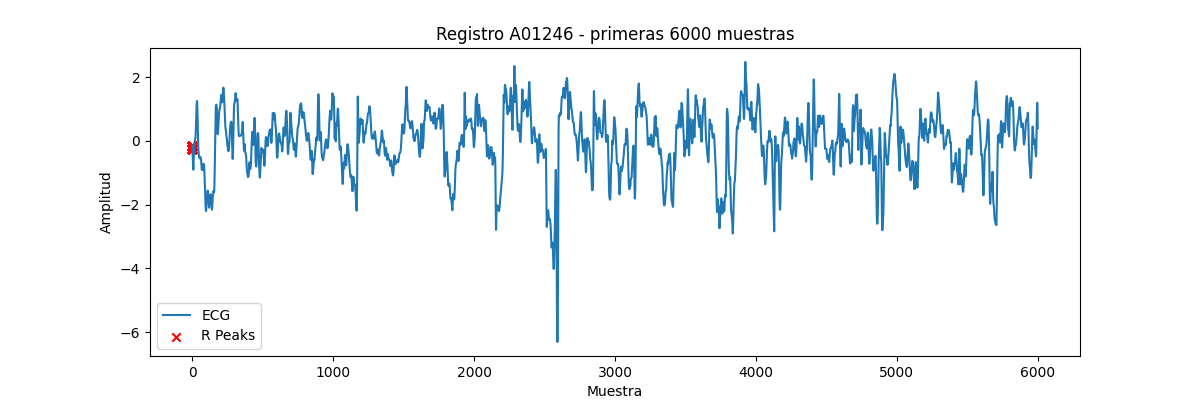 Registro A01246 - primeras 6000 muestras
Amplitud
2
0
−2
−4
−6
ECG
R Peaks
0 1000 2000 3000 4000 5000 6000
Muestra